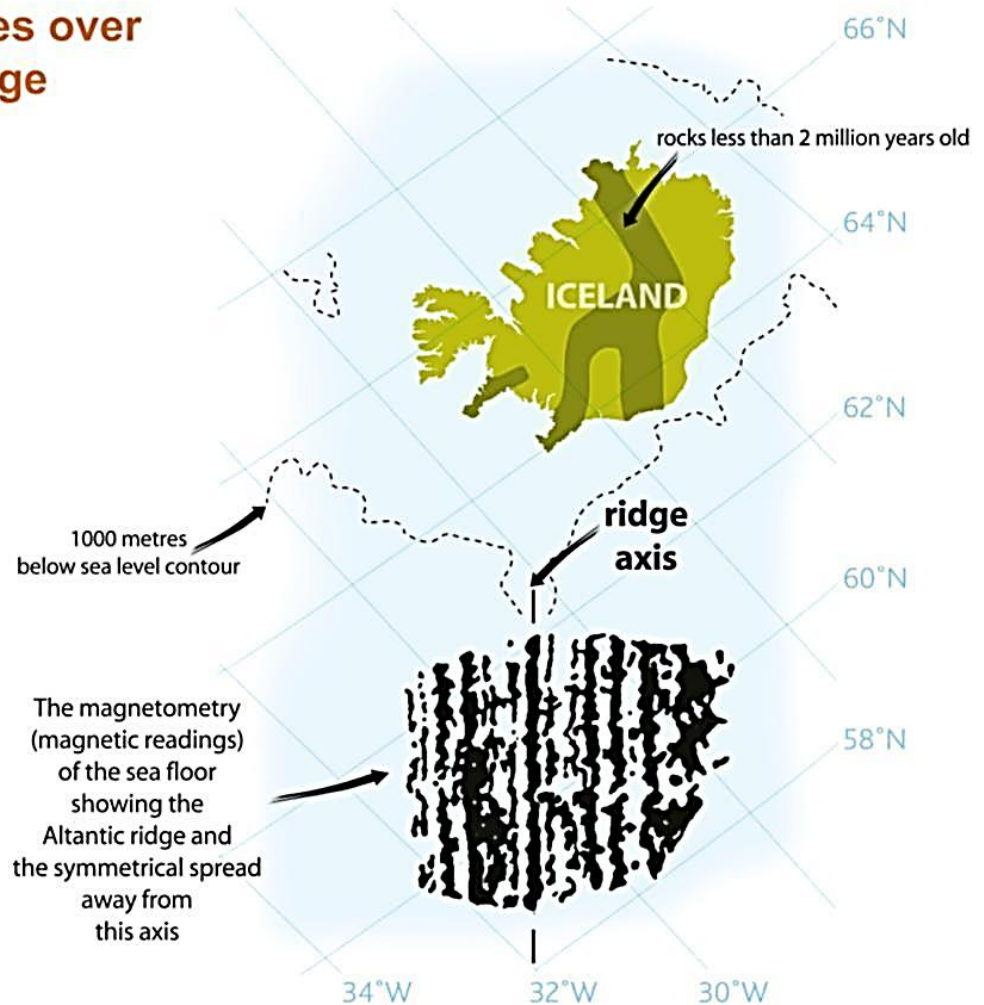 es over
ge
66°N
rocks less than 2 million years old
64°N
ICELAND
62°N
ridge
axis
1000 metres
below sea level contour
60°N
The magnetometry
(magnetic readings)
of the sea floor
showing the
Altantic ridge and
the symmetrical spread
away from
this axis
58°N
34°W
32°W
30°W